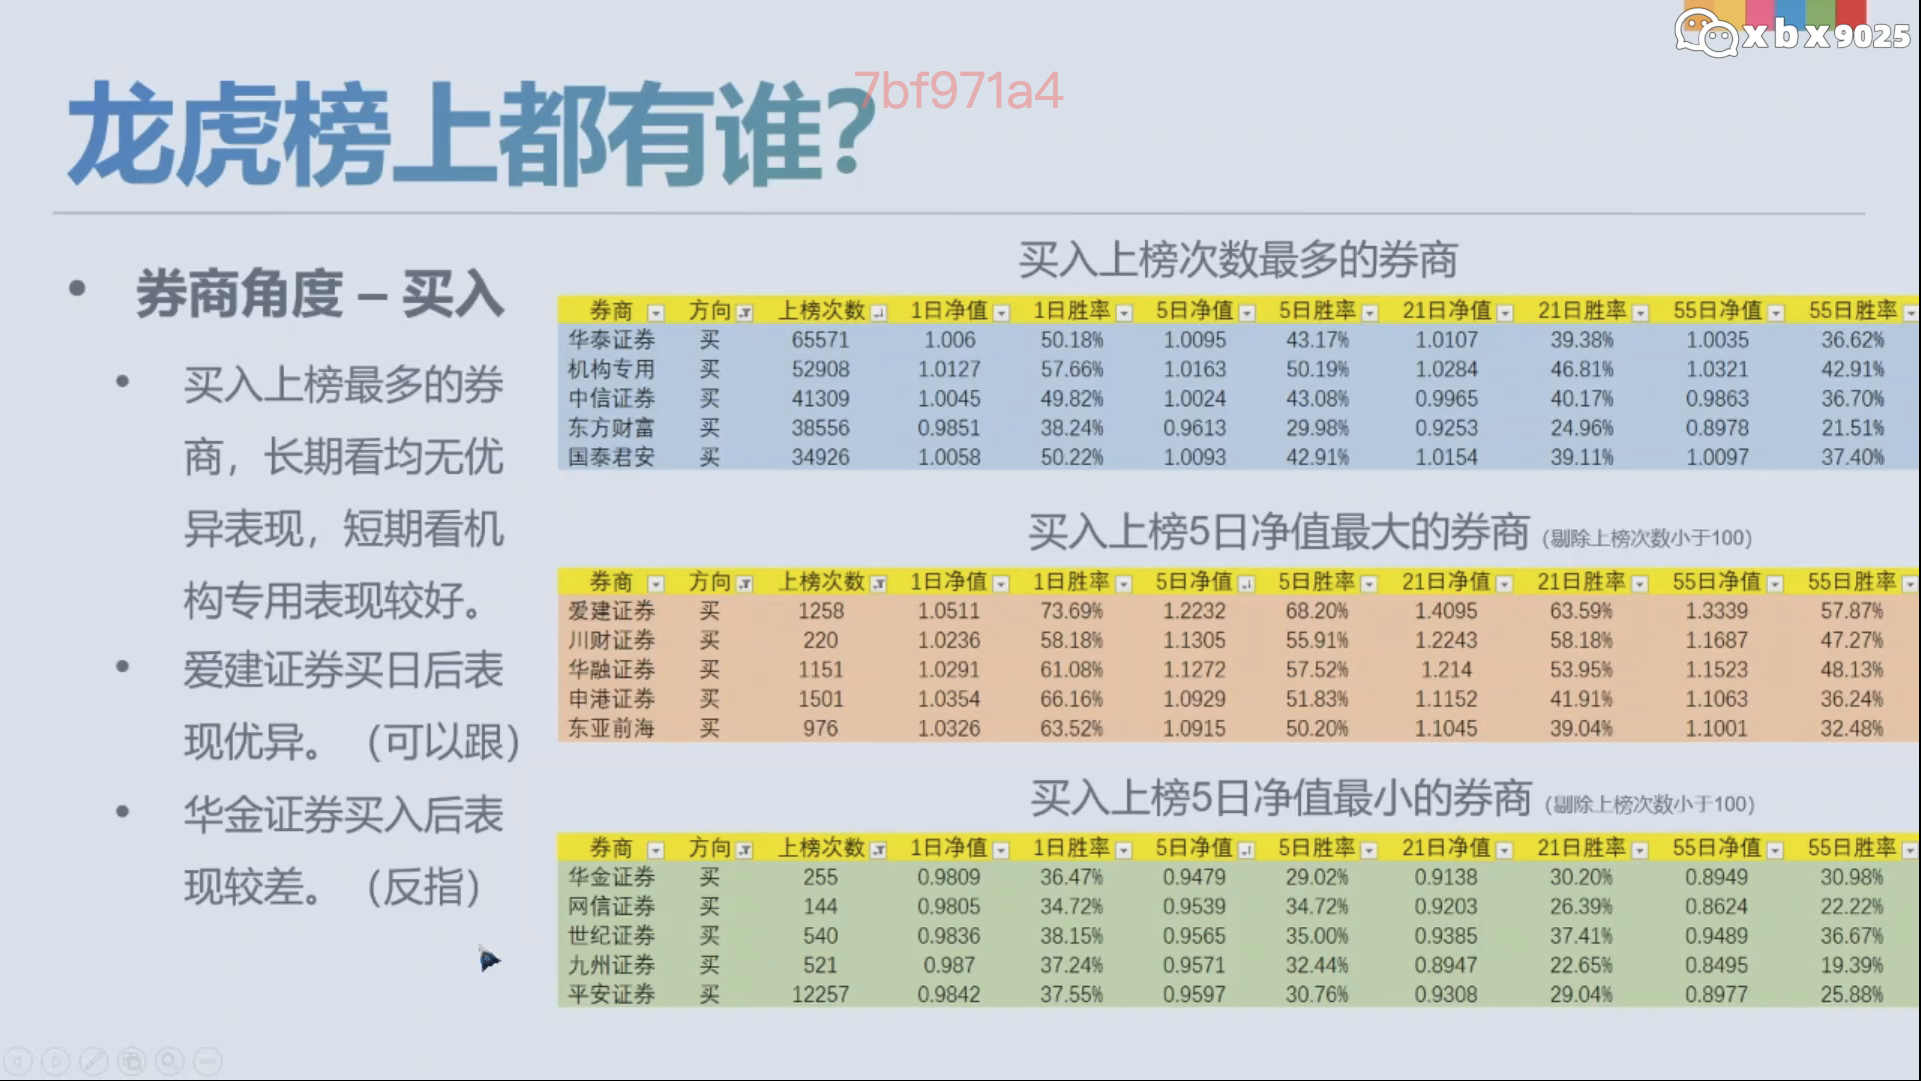 xbx9025
7bf971a4
龙虎榜上都有谁？
• 券商角度 – 买入
• 买入上榜最多的券
商，长期看均无优
异表现，短期看机
构专用表现较好。
• 爱建证券买日后表
现优异。（可以跟）
• 华金证券买入后表
现较差。（反指）
买入上榜次数最多的券商
券商 方向 上榜次数 1日净值 1日胜率 5日净值 5日胜率 21日净值 21日胜率 55日净值 55日胜率
华泰证券 买 65571 1.006 50.18% 1.0095 43.17% 1.0107 39.38% 1.0035 36.62%
机构专用 买 52908 1.0127 57.66% 1.0163 50.19% 1.0284 46.81% 1.0321 42.91%
中信证券 买 41309 1.0045 49.82% 1.0024 43.08% 0.9965 40.17% 0.9863 36.70%
东方财富 买 38556 0.9851 38.24% 0.9613 29.98% 0.9253 24.96% 0.8978 21.51%
国泰君安 买 34926 1.0058 50.22% 1.0093 42.91% 1.0154 39.11% 1.0097 37.40%
买入上榜5日净值最大的券商（剔除上榜次数小于100）
券商 方向 上榜次数 1日净值 1日胜率 5日净值 5日胜率 21日净值 21日胜率 55日净值 55日胜率
爱建证券 买 1258 1.0511 73.69% 1.2232 68.20% 1.4095 63.59% 1.3339 57.87%
川财证券 买 220 1.0236 58.18% 1.1305 55.91% 1.2243 58.18% 1.1687 47.27%
华融证券 买 1151 1.0291 61.08% 1.1272 57.52% 1.214 53.95% 1.1523 48.13%
申港证券 买 1501 1.0354 66.16% 1.0929 51.83% 1.1152 41.91% 1.1063 36.24%
东亚前海 买 976 1.0326 63.52% 1.0915 50.20% 1.1045 39.04% 1.1001 32.48%
买入上榜5日净值最小的券商（剔除上榜次数小于100）
券商 方向 上榜次数 1日净值 1日胜率 5日净值 5日胜率 21日净值 21日胜率 55日净值 55日胜率
华金证券 买 255 0.9809 36.47% 0.9479 29.02% 0.9138 30.20% 0.8949 30.98%
网信证券 买 144 0.9805 34.72% 0.9539 34.72% 0.9203 26.39% 0.8624 22.22%
世纪证券 买 540 0.9836 38.15% 0.9565 35.00% 0.9385 37.41% 0.9489 36.67%
九州证券 买 521 0.987 37.24% 0.9571 32.44% 0.8947 22.65% 0.8495 19.39%
平安证券 买 12257 0.9842 37.55% 0.9597 30.76% 0.9308 29.04% 0.8977 25.88%